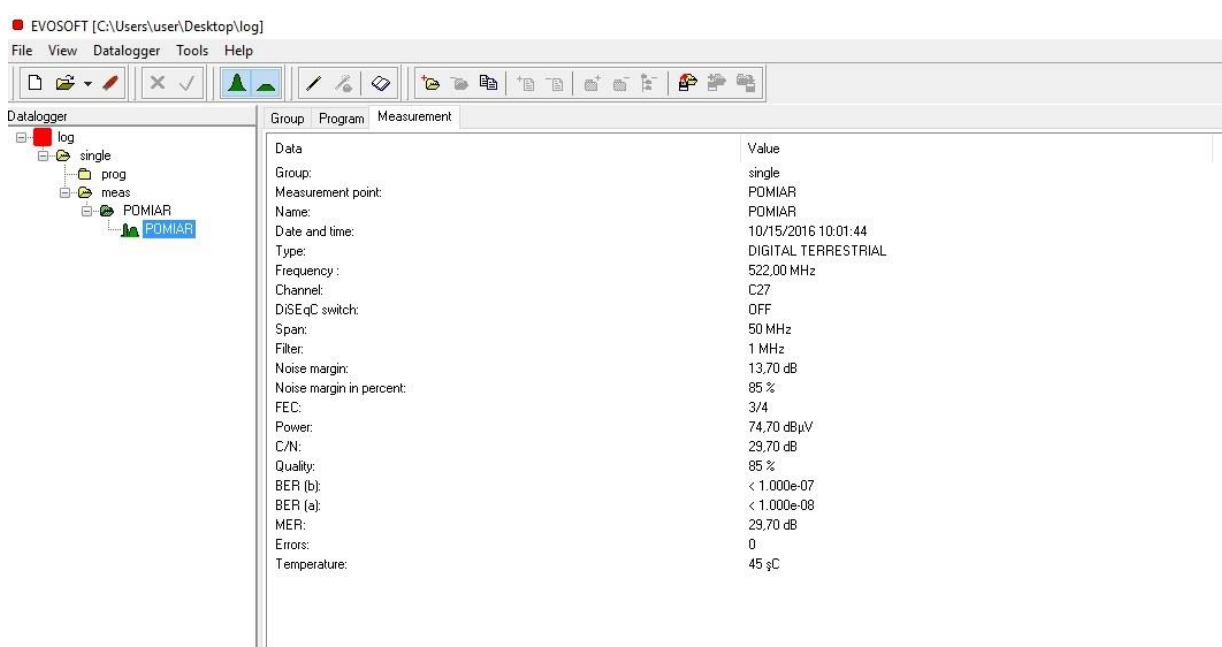 EVOSOFT [C:\Users\user\Desktop\log]
File View Datalogger Tools Help
Datalogger
log
single
prog
meas
POMIAR
POMIAR
Group Program Measurement
Data Value
Group: single
Measurement point: POMIAR
Name: POMIAR
Date and time: 10/15/2016 10:01:44
Type: DIGITAL TERRESTRIAL
Frequency : 522,00 MHz
Channel: C27
DiSEqC switch: OFF
Span: 50 MHz
Filter: 1 MHz
Noise margin: 13,70 dB
Noise margin in percent: 85 %
FEC: 3/4
Power: 74,70 dBµV
C/N: 29,70 dB
Quality: 85 %
BER (b): < 1.000e-07
BER (a): < 1.000e-08
MER: 29,70 dB
Errors: 0
Temperature: 45 şC